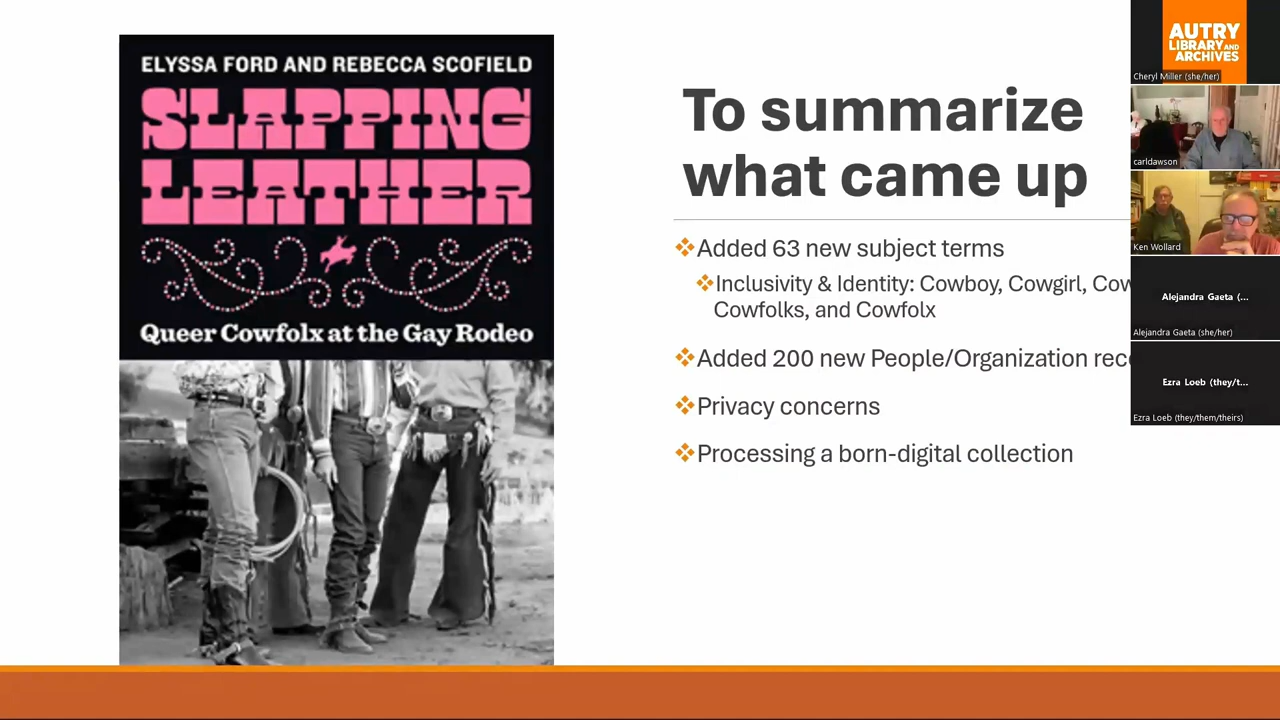 ELYSSA FORD AND REBECCA SCOFIELD
SLAPPING
LEATHER
Queer Cowfolx at the Gay Rodeo
To summarize
what came up
Added 63 new subject terms
Inclusivity & Identity: Cowboy, Cowgirl,
Cowfolks, and Cowfolx
Added 200 new People/Organization
Privacy concerns
Processing a born-digital collection
AUTRY
LIBRARY AND
ARCHIVES
Cheryl Miller (she/her)
carldawson
Ken Wollard
Alejandra Gaeta (...
Alejandra Gaeta (she/her)
Ezra Loeb (they/t...
Ezra Loeb (they/them/theirs)